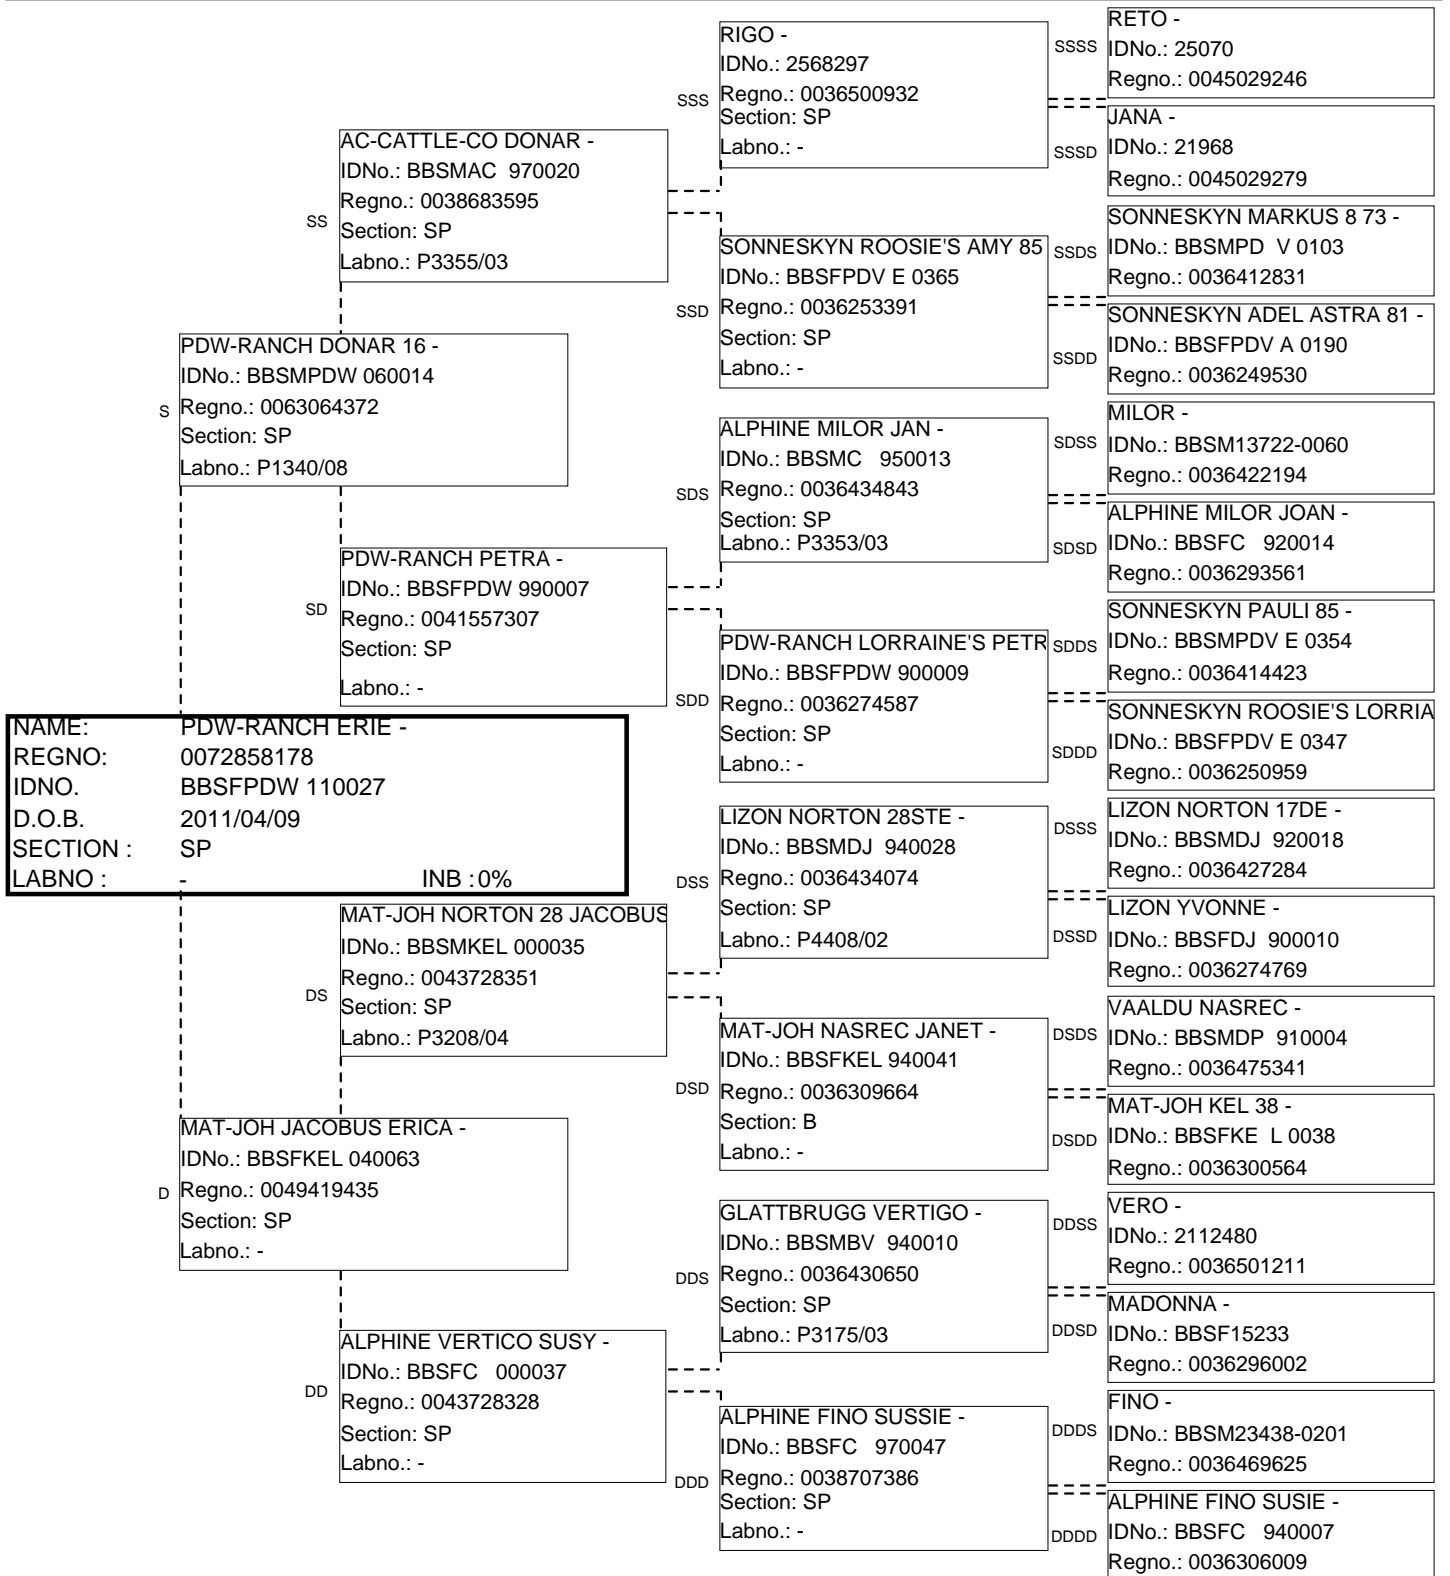 NAME: PDW-RANCH ERIE -
REGNO: 0072858178
IDNO. BBSFPDW 110027
D.O.B. 2011/04/09
SECTION : SP
LABNO : - INB : 0%
S
PDW-RANCH DONAR 16 -
IDNo.: BBSMPDW 060014
Regno.: 0063064372
Section: SP
Labno.: P1340/08
D
MAT-JOH JACOBUS ERICA -
IDNo.: BBSFKEL 040063
Regno.: 0049419435
Section: SP
Labno.: -
SS
AC-CATTLE-CO DONAR -
IDNo.: BBSMAC  970020
Regno.: 0038683595
Section: SP
Labno.: P3355/03
SD
PDW-RANCH PETRA -
IDNo.: BBSFPDW 990007
Regno.: 0041557307
Section: SP
Labno.: -
DS
MAT-JOH NORTON 28 JACOBUS
IDNo.: BBSMKEL 000035
Regno.: 0043728351
Section: SP
Labno.: P3208/04
DD
ALPHINE VERTICO SUSY -
IDNo.: BBSFC   000037
Regno.: 0043728328
Section: SP
Labno.: -
SSS
RIGO -
IDNo.: 2568297
Regno.: 0036500932
Section: SP
Labno.: -
SSD
SONNESKYN ROOSIE'S AMY 85
IDNo.: BBSFPDV E 0365
Regno.: 0036253391
Section: SP
Labno.: -
SDS
ALPHINE MILOR JAN -
IDNo.: BBSMC   950013
Regno.: 0036434843
Section: SP
Labno.: P3353/03
SDD
PDW-RANCH LORRAINE'S PETR
IDNo.: BBSFPDW 900009
Regno.: 0036274587
Section: SP
Labno.: -
DSS
LIZON NORTON 28STE -
IDNo.: BBSMDJ  940028
Regno.: 0036434074
Section: SP
Labno.: P4408/02
DSD
MAT-JOH NASREC JANET -
IDNo.: BBSFKEL 940041
Regno.: 0036309664
Section: B
Labno.: -
DDS
GLATTBRUGG VERTIGO -
IDNo.: BBSMBV  940010
Regno.: 0036430650
Section: SP
Labno.: P3175/03
DDD
ALPHINE FINO SUSSIE -
IDNo.: BBSFC   970047
Regno.: 0038707386
Section: SP
Labno.: -
SSSS
RETO -
IDNo.: 25070
Regno.: 0045029246
SSSD
JANA -
IDNo.: 21968
Regno.: 0045029279
SSDS
SONNESKYN MARKUS 8 73 -
IDNo.: BBSMPD  V 0103
Regno.: 0036412831
SSDD
SONNESKYN ADEL ASTRA 81 -
IDNo.: BBSFPDV A 0190
Regno.: 0036249530
SDSS
MILOR -
IDNo.: BBSM13722-0060
Regno.: 0036422194
SDSD
ALPHINE MILOR JOAN -
IDNo.: BBSFC   920014
Regno.: 0036293561
SDDS
SONNESKYN PAULI 85 -
IDNo.: BBSMPDV E 0354
Regno.: 0036414423
SDDD
SONNESKYN ROOSIE'S LORRIA
IDNo.: BBSFPDV E 0347
Regno.: 0036250959
DSSS
LIZON NORTON 17DE -
IDNo.: BBSMDJ  920018
Regno.: 0036427284
DSSD
LIZON YVONNE -
IDNo.: BBSFDJ  900010
Regno.: 0036274769
DSDS
VAALDU NASREC -
IDNo.: BBSMDP  910004
Regno.: 0036475341
DSDD
MAT-JOH KEL 38 -
IDNo.: BBSFKE  L 0038
Regno.: 0036300564
DDSS
VERO -
IDNo.: 2112480
Regno.: 0036501211
DDSD
MADONNA -
IDNo.: BBSF15233
Regno.: 0036296002
DDDS
FINO -
IDNo.: BBSM23438-0201
Regno.: 0036469625
DDDD
ALPHINE FINO SUSIE -
IDNo.: BBSFC   940007
Regno.: 0036306009